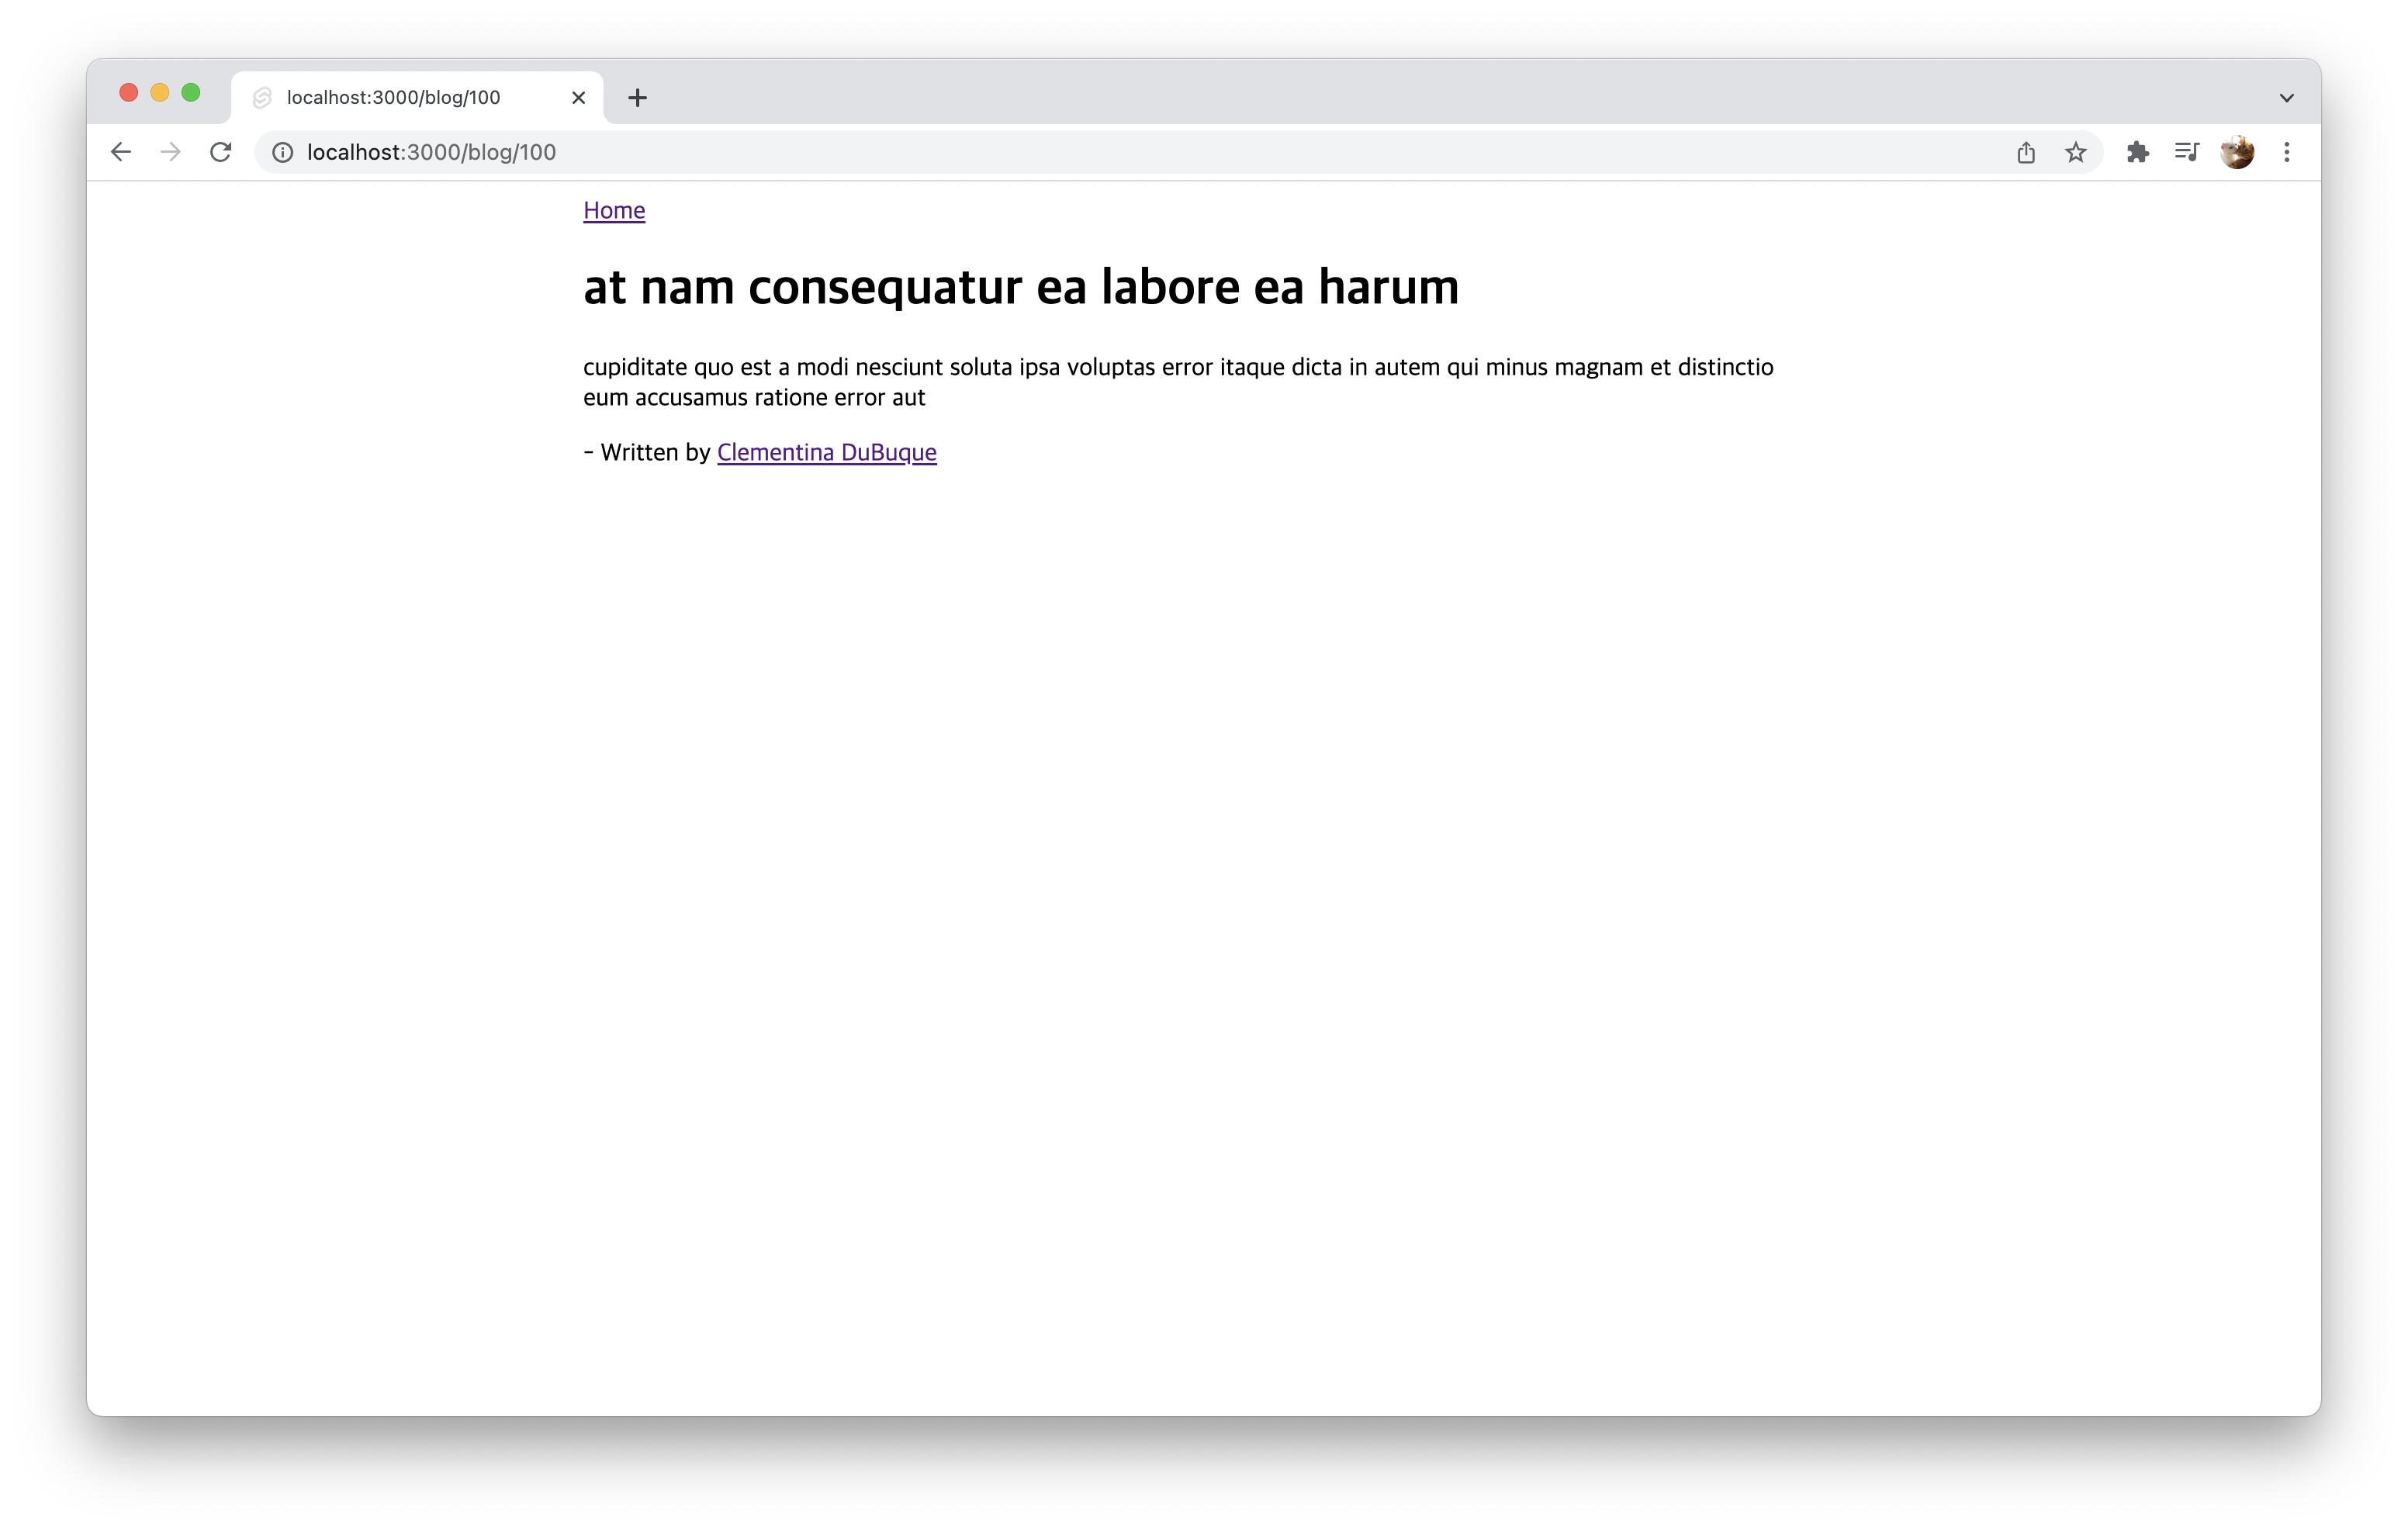 localhost:3000/blog/100
localhost:3000/blog/100
Home
at nam consequatur ea labore ea harum
cupiditate quo est a modi nesciunt soluta ipsa voluptas error itaque dicta in autem qui minus magnam et distinctio
eum accusamus ratione error aut
- Written by Clementina DuBuque